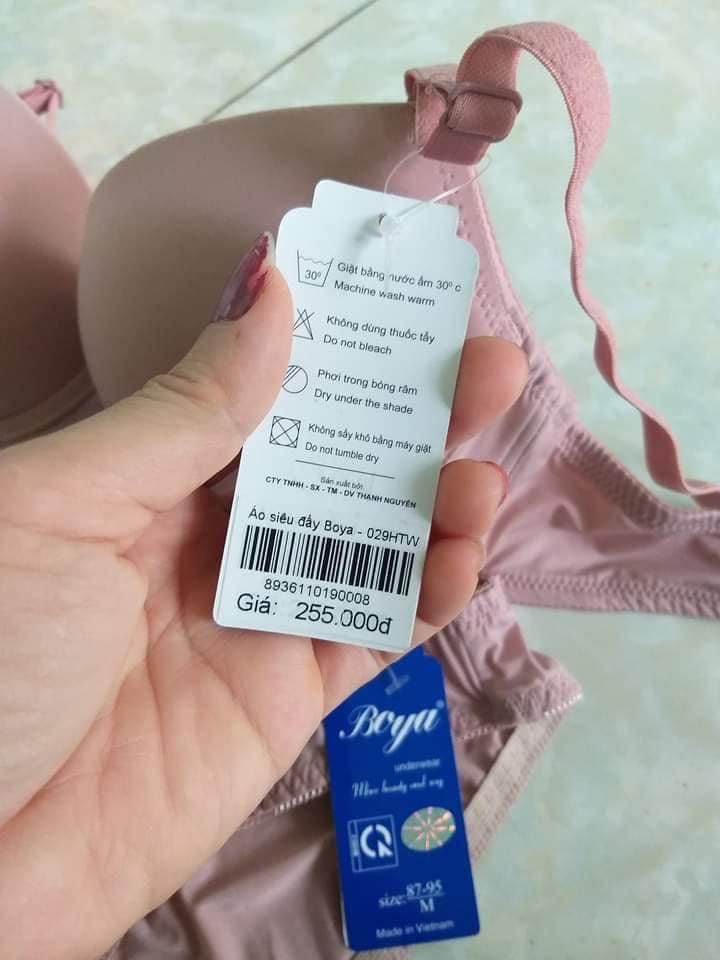 30º
Giặt bằng nước ấm 30º c
Machine wash warm
Không dùng thuốc tẩy
Do not bleach
Phơi trong bóng râm
Dry under the shade
Không sấy khô bằng máy giặt
Do not tumble dry
Sản xuất bởi
CTY TNHH - SX - TM - DV THẠNH NGUYÊN
Áo siêu đẩy Boya - 029HTW
8936110190008
Giá: 255.000đ
Boya®
underwear
size: 87-95
M
Made in Vietnam